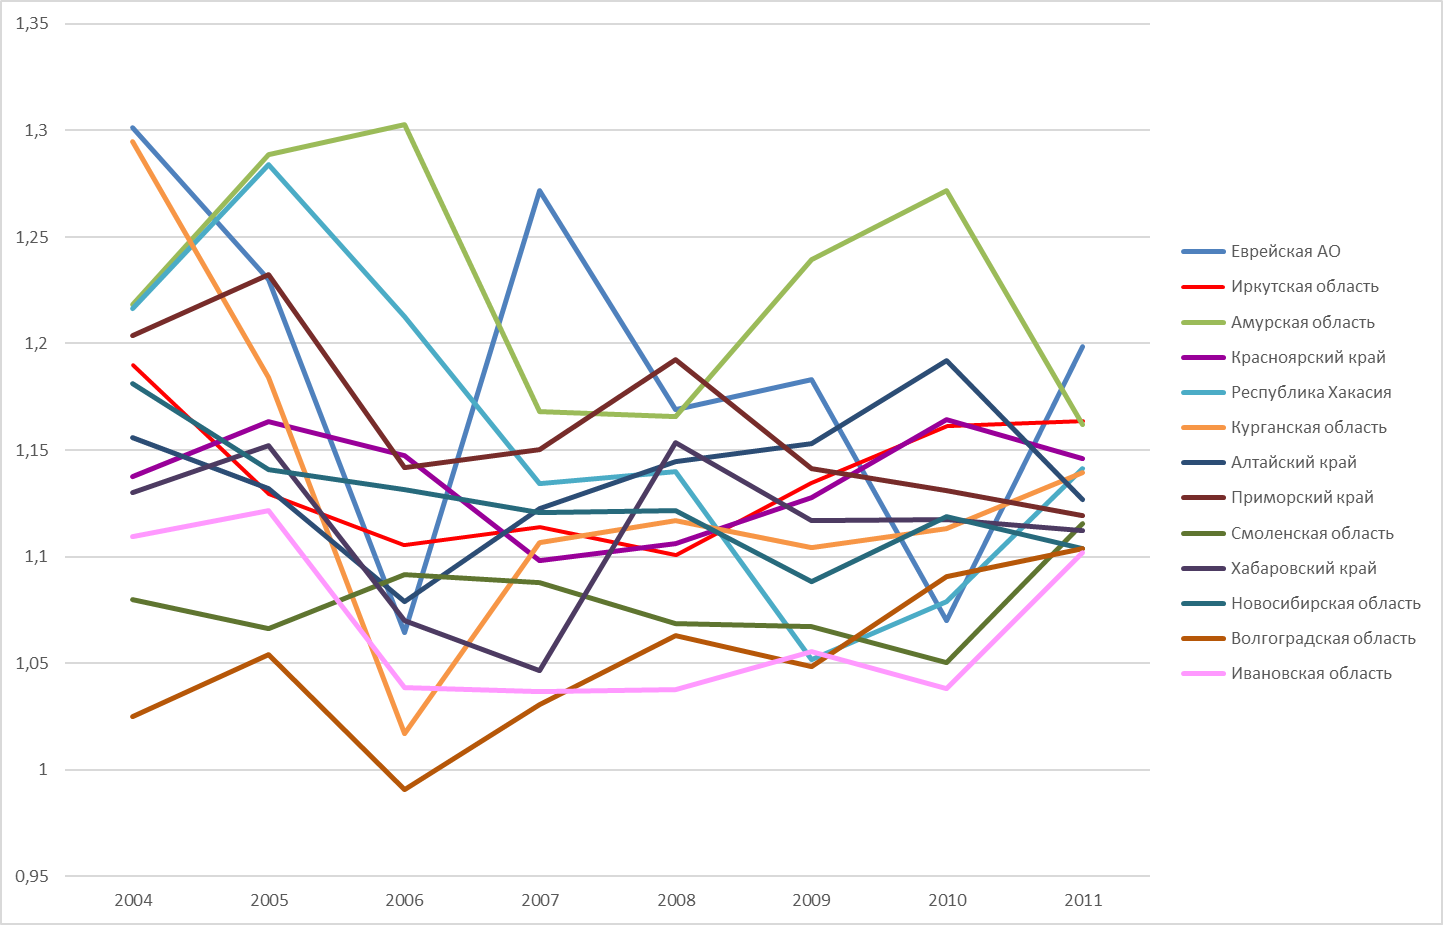 1,35
1,3
1,25
1,2
1,15
1,1
1,05
1
0,95
2004 2005 2006 2007 2008 2009 2010 2011
Еврейская АО
Иркутская область
Амурская область
Красноярский край
Республика Хакасия
Курганская область
Алтайский край
Приморский край
Смоленская область
Хабаровский край
Новосибирская область
Волгоградская область
Ивановская область